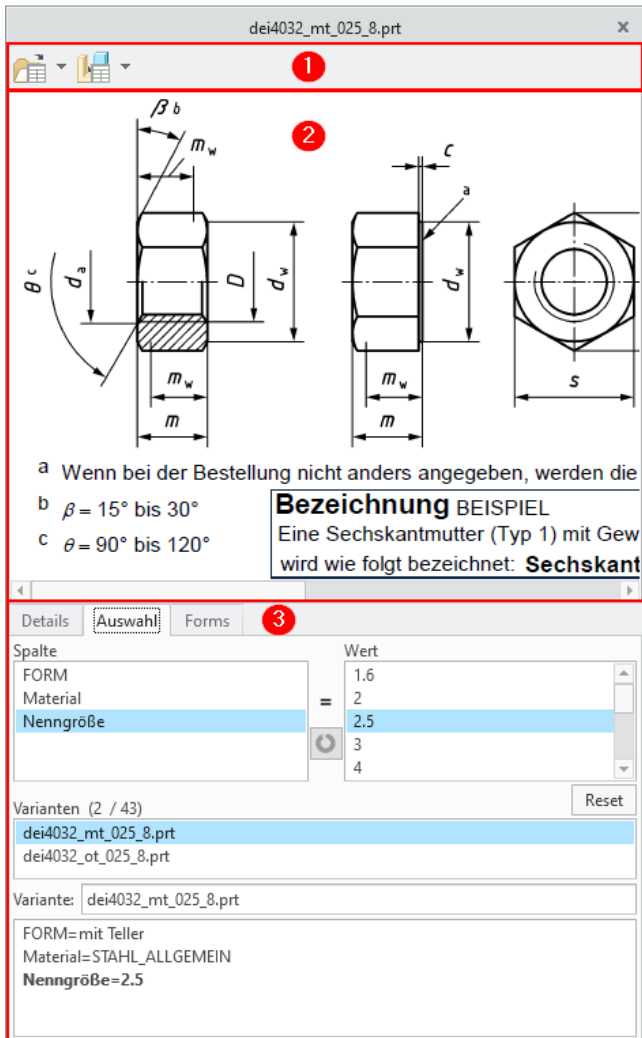 dei4032_mt_025_8.prt
1
2
β b
m w
c
a
θ c
d a
D
d w
d w
m w
m w
s
m
m
a Wenn bei der Bestellung nicht anders angegeben, werden die
b β = 15° bis 30°
c θ = 90° bis 120°
Bezeichnung BEISPIEL
Eine Sechskantmutter (Typ 1) mit Gew
wird wie folgt bezeichnet: Sechskant
Details Auswahl Forms 3
Spalte Wert
FORM 1.6
Material = 2
Nenngröße 2.5
3
4
Varianten (2 / 43) Reset
dei4032_mt_025_8.prt
dei4032_ot_025_8.prt
Variante: dei4032_mt_025_8.prt
FORM=mit Teller
Material=STAHL_ALLGEMEIN
Nenngröße=2.5